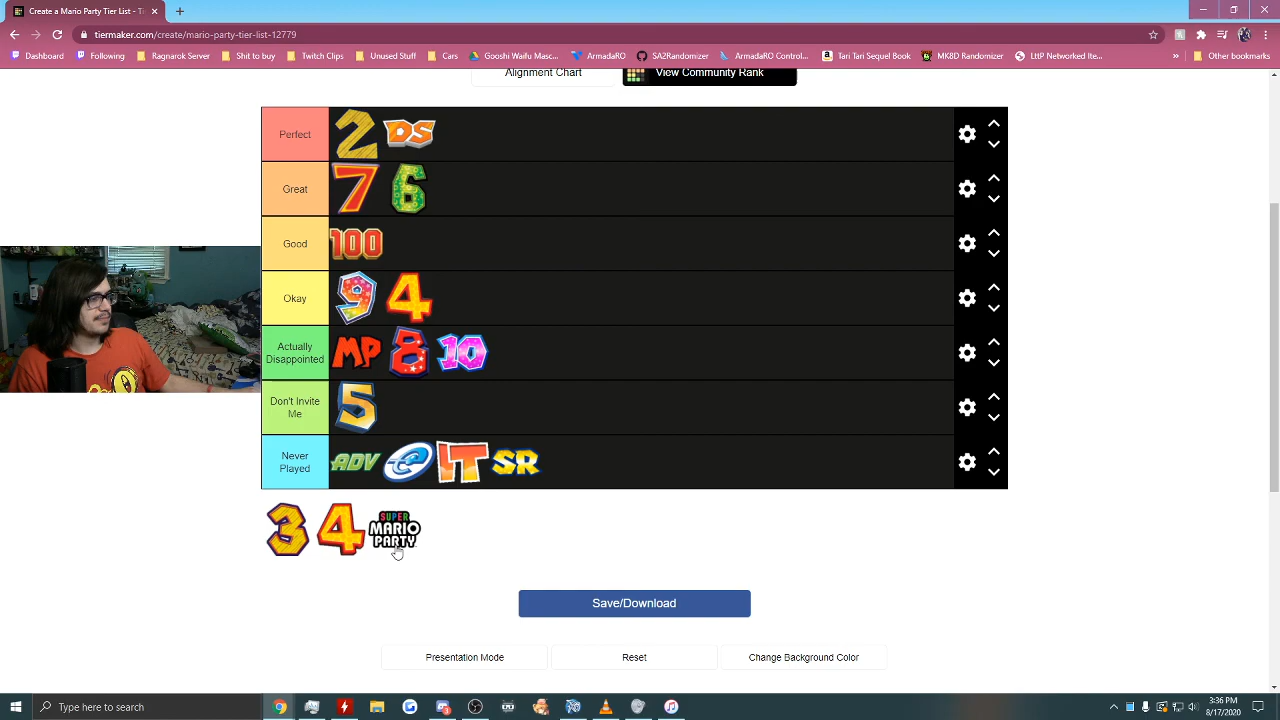 Create a Mario Party Tier List - Ti
tiermaker.com/create/mario-party-tier-list-12779
Dashboard Following Ragnarok Server Shit to buy Twitch Clips Unused Stuff Cars Gooshi Waifu Masc... ArmadaRO SA2Randomizer ArmadaRO Control... Tari Tari Sequel Book MK8D Randomizer LttP Networked Ite... » Other bookmarks
Alignment Chart View Community Rank
Perfect 2 DS
Great 7 6
Good 100
Okay 9 4
Actually
Disappointed MP 8 10
Don't Invite
Me 5
Never
Played ADV e IT SR
3 4 SUPER
MARIO
PARTY
Save/Download
Presentation Mode Reset Change Background Color
Type here to search
3:36 PM
8/17/2020